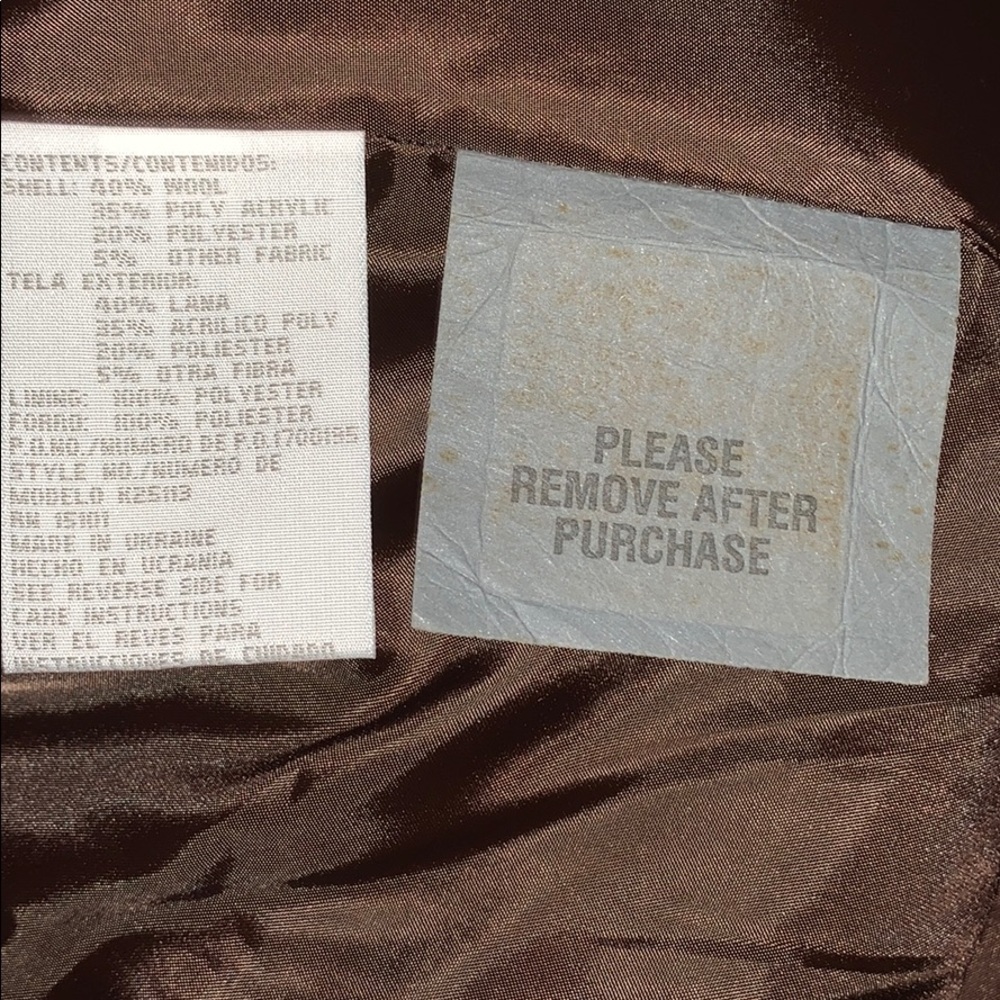 CONTENTS/CONTENIDOS:
SHELL: 40% WOOL
35% POLY ACRYLIC
20% POLYESTER
5% OTHER FABRIC
TELA EXTERIOR:
40% LANA
35% ACRILICO POLY
20% POLIESTER
5% OTRA FIBRA
LINING: 100% POLYESTER
FORRO: 100% POLIESTER
P.O.NO./NUMERO DE P.O.
STYLE NO./NUMERO DE
MODELO
RN
MADE IN UKRAINE
HECHO EN UCRANIA
SEE REVERSE SIDE FOR
CARE INSTRUCTIONS
VER EL REVES PARA
INSTRUCCIONES DE CUIDADO
PLEASE
REMOVE AFTER
PURCHASE